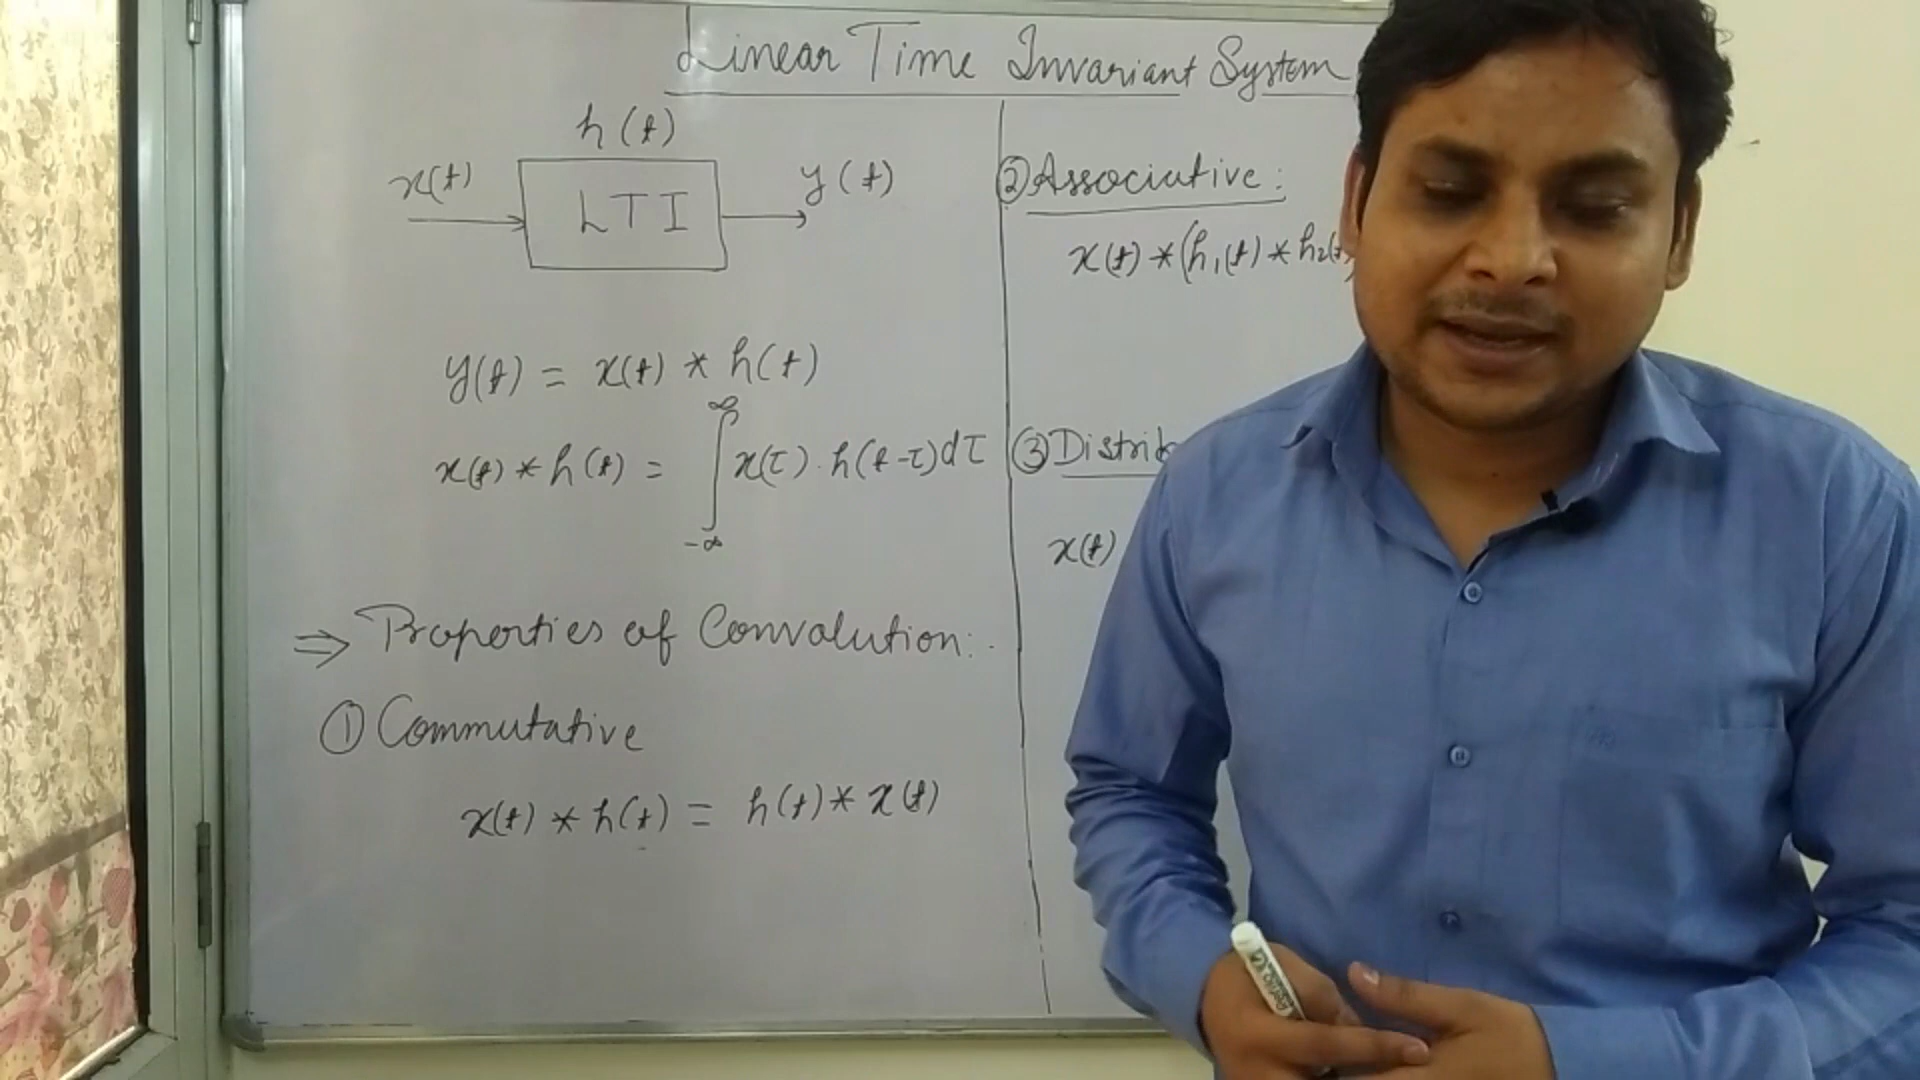 Linear Time Invariant System
h(t)
x(t)
LTI
y(t)
y(t) = x(t) * h(t)
x(t) * h(t) = ∫_{-∞}^{∞} x(τ) . h(t-τ)dτ
⇒ Properties of Convolution:.
① Commutative
x(t) * h(t) = h(t) * x(t)
② Associative:
x(t) * (h₁(t) * h₂(t)
③ Distrib
x(t)